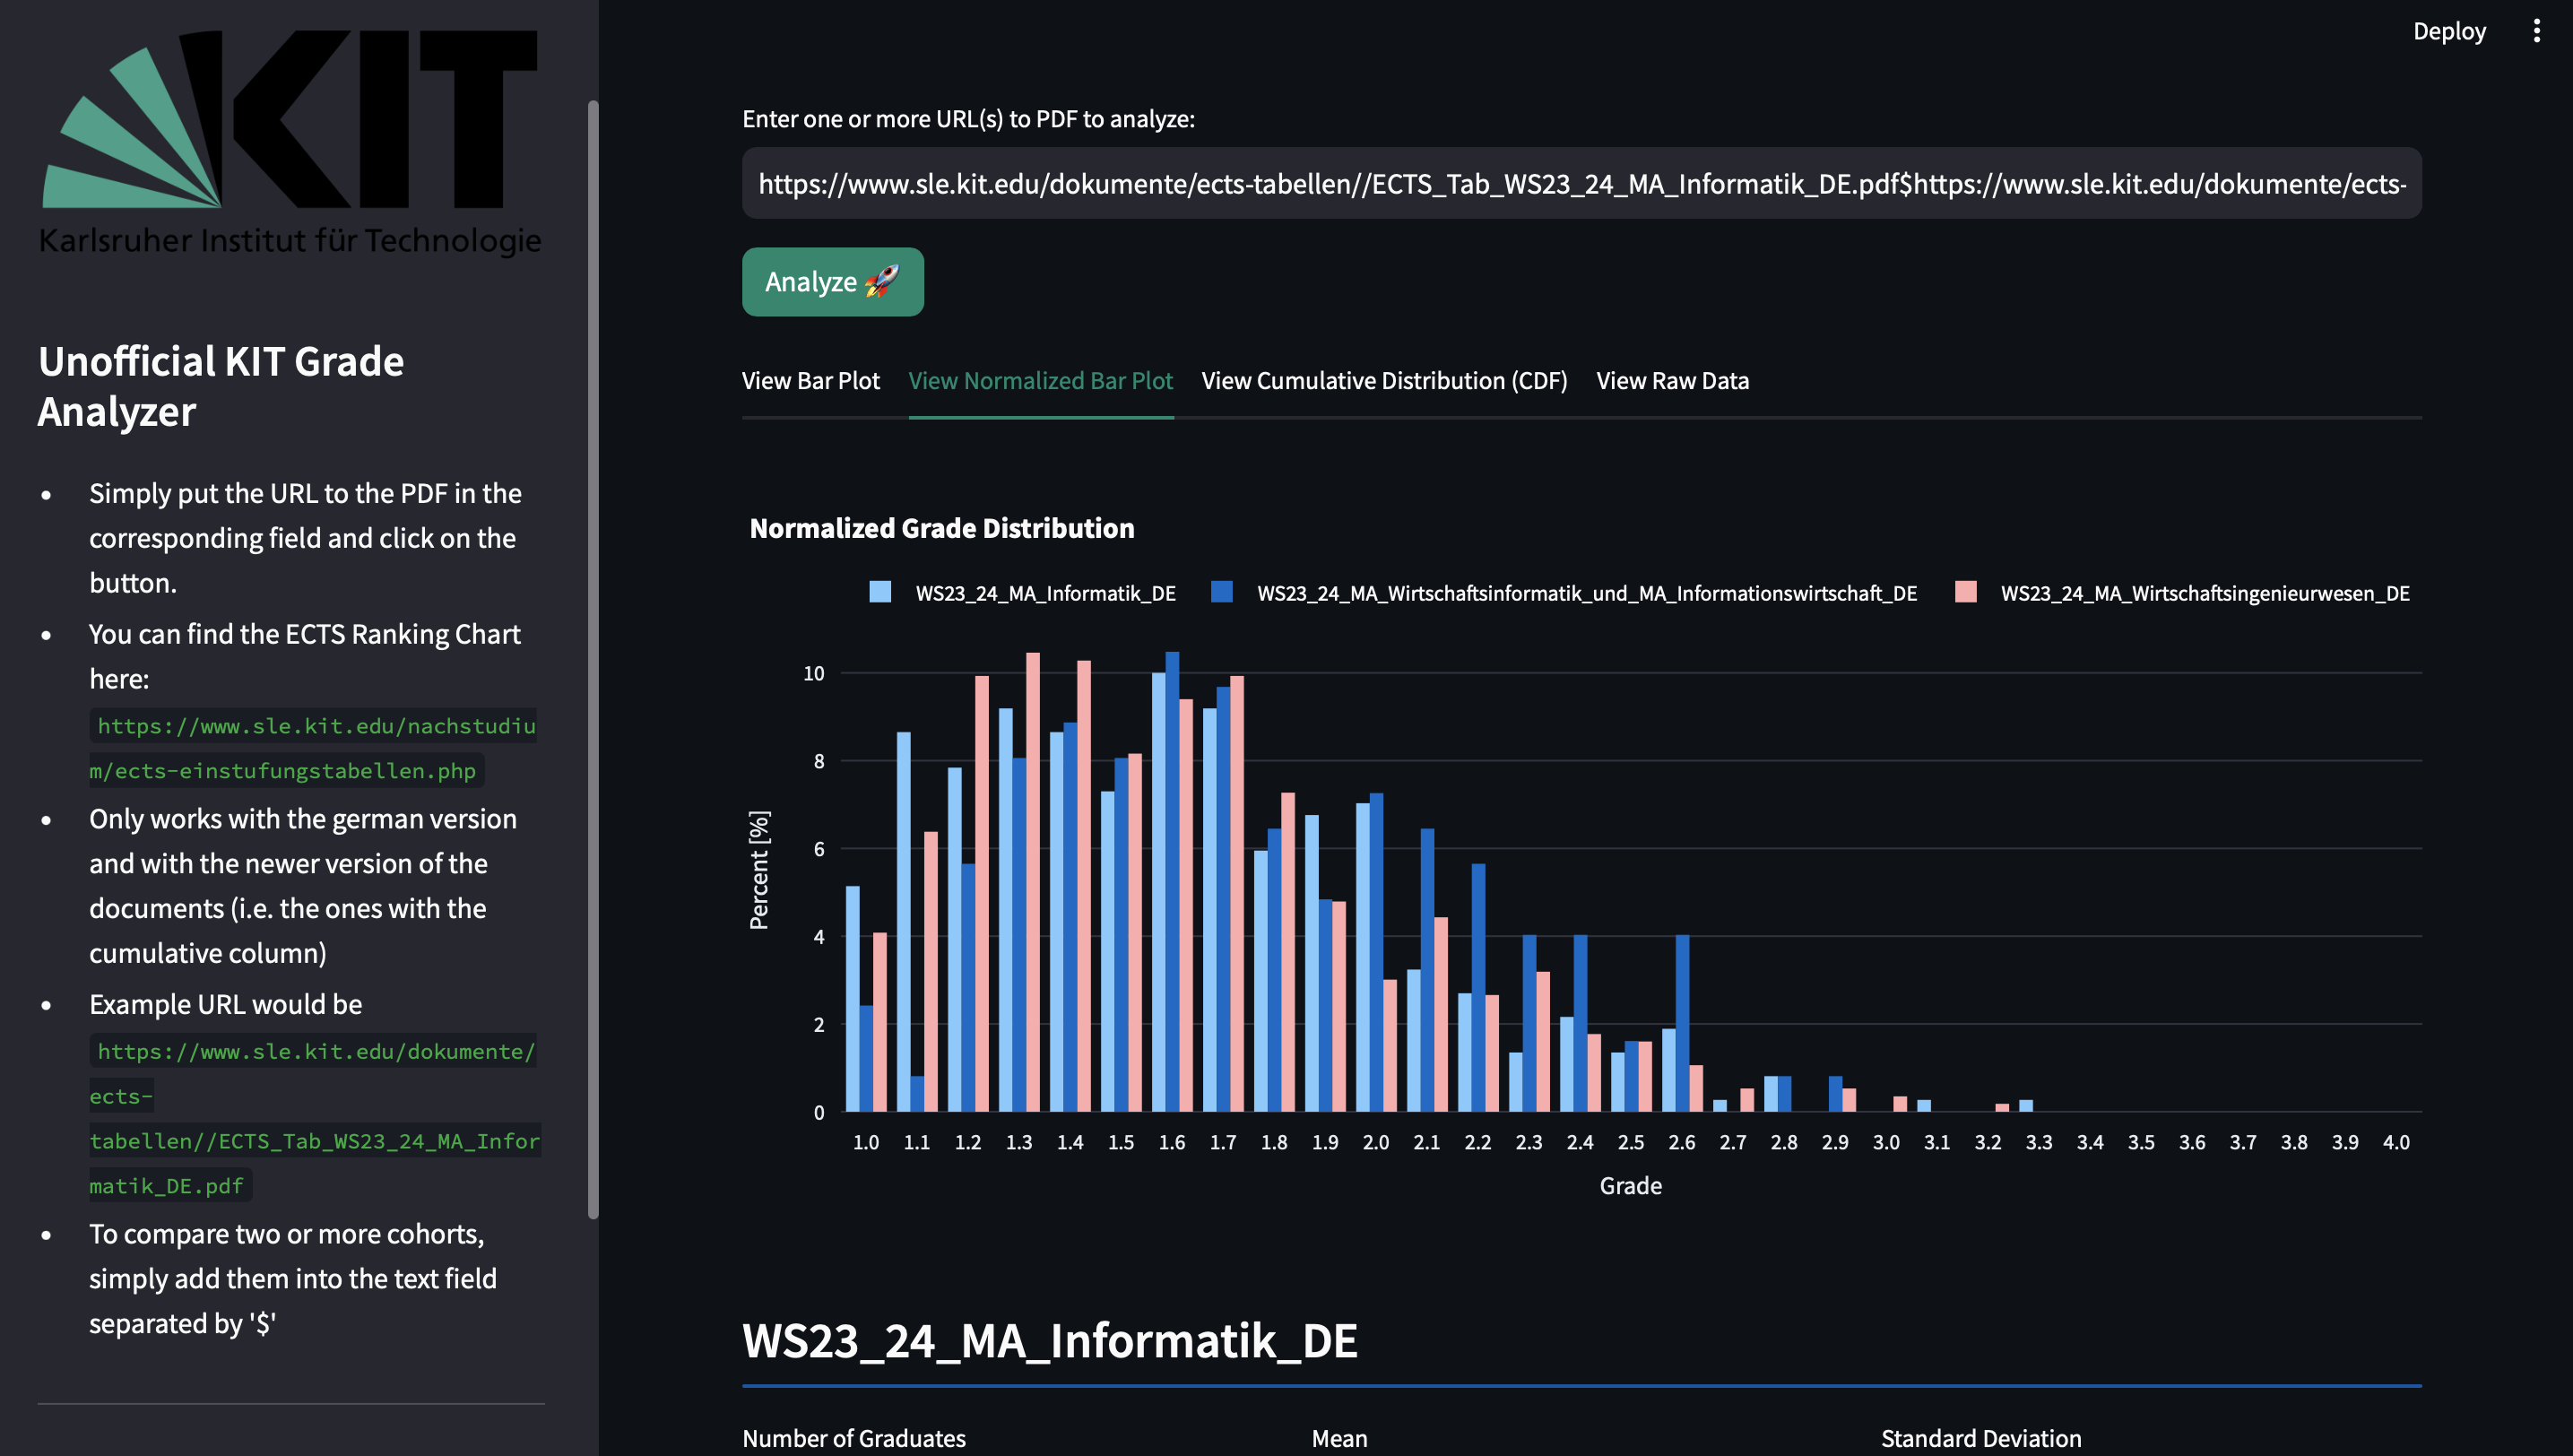 KIT
Karlsruher Institut für Technologie
Unofficial KIT Grade
Analyzer
Simply put the URL to the PDF in the
corresponding field and click on the
button.
You can find the ECTS Ranking Chart
here:
https://www.sle.kit.edu/nachstudiu
m/ects-einstufungstabellen.php
Only works with the german version
and with the newer version of the
documents (i.e. the ones with the
cumulative column)
Example URL would be
https://www.sle.kit.edu/dokumente/
ects-
tabellen//ECTS_Tab_WS23_24_MA_Infor
matik_DE.pdf
To compare two or more cohorts,
simply add them into the text field
separated by '$'
Deploy
Enter one or more URL(s) to PDF to analyze:
https://www.sle.kit.edu/dokumente/ects-tabellen//ECTS_Tab_WS23_24_MA_Informatik_DE.pdf$https://www.sle.kit.edu/dokumente/ects-
Analyze 🚀
View Bar Plot View Normalized Bar Plot View Cumulative Distribution (CDF) View Raw Data
Normalized Grade Distribution
WS23_24_MA_Informatik_DE WS23_24_MA_Wirtschaftsinformatik_und_MA_Informationswirtschaft_DE WS23_24_MA_Wirtschaftsingenieurwesen_DE
10
8
6
4
2
0
Percent [%]
1.0 1.1 1.2 1.3 1.4 1.5 1.6 1.7 1.8 1.9 2.0 2.1 2.2 2.3 2.4 2.5 2.6 2.7 2.8 2.9 3.0 3.1 3.2 3.3 3.4 3.5 3.6 3.7 3.8 3.9 4.0
Grade
WS23_24_MA_Informatik_DE
Number of Graduates Mean Standard Deviation